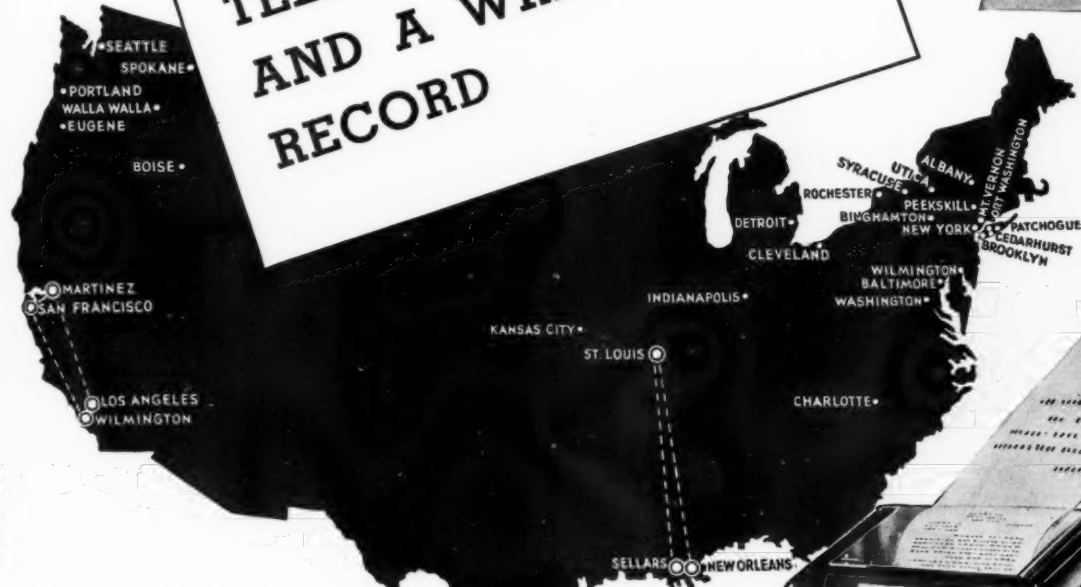 AND A
RECORD
SEATTLE
SPOKANE
PORTLAND
WALLA WALLA
EUGENE
BOISE
MARTINEZ
SAN FRANCISCO
LOS ANGELES
WILMINGTON
KANSAS CITY
ST. LOUIS
INDIANAPOLIS
DETROIT
CLEVELAND
ROCHESTER
SYRACUSE
UTICA
ALBANY
PEEKSKILL
BINGHAMTON
NEW YORK
MT. VERNON
PORT WASHINGTON
PATCHOGUE
CEDARHURST
BROOKLYN
WILMINGTON
BALTIMORE
WASHINGTON
CHARLOTTE
SELLARS
NEW ORLEANS